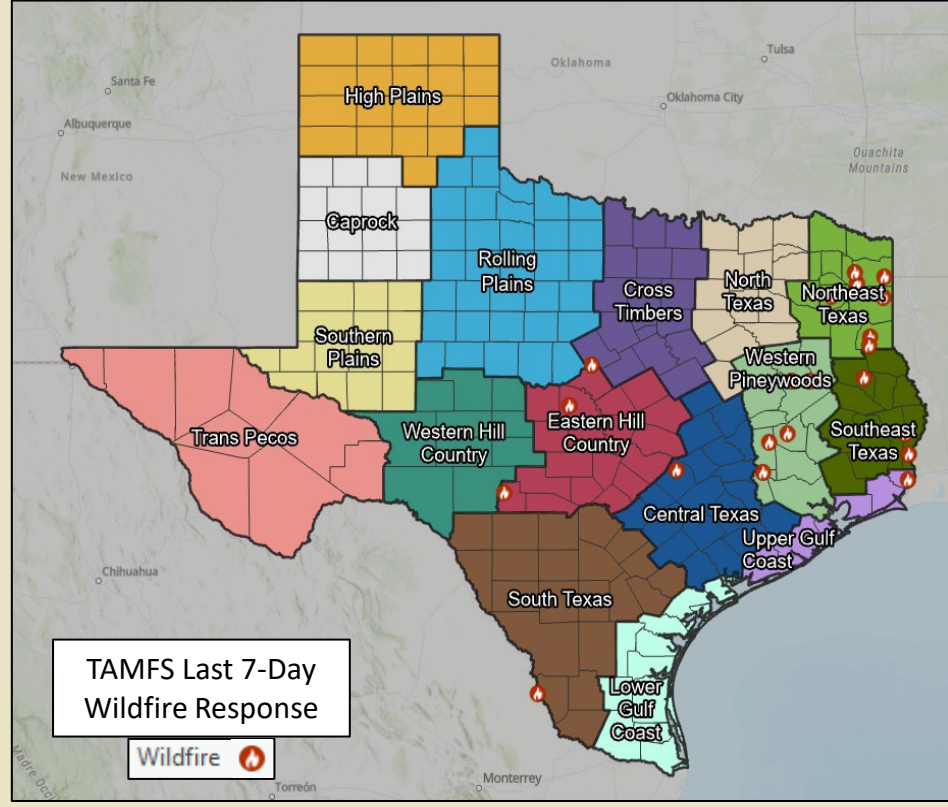 Tulsa
Oklahoma
Santa Fe
High Plains
Oklahoma City
Albuquerque
Ouachita
Mountains
New Mexico
Caprock
Rolling
Plains
Cross
Timbers
North
Texas
Northeast
Texas
Southern
Plains
Western
Pineywoods
Trans Pecos
Western Hill
Country
Eastern Hill
Country
Southeast
Texas
Central Texas
Upper Gulf
Coast
Chihuahua
South Texas
TAMFS Last 7-Day
Wildfire Response
Lower
Gulf
Coast
Wildfire
Madre Occi
Monterrey
Torreón